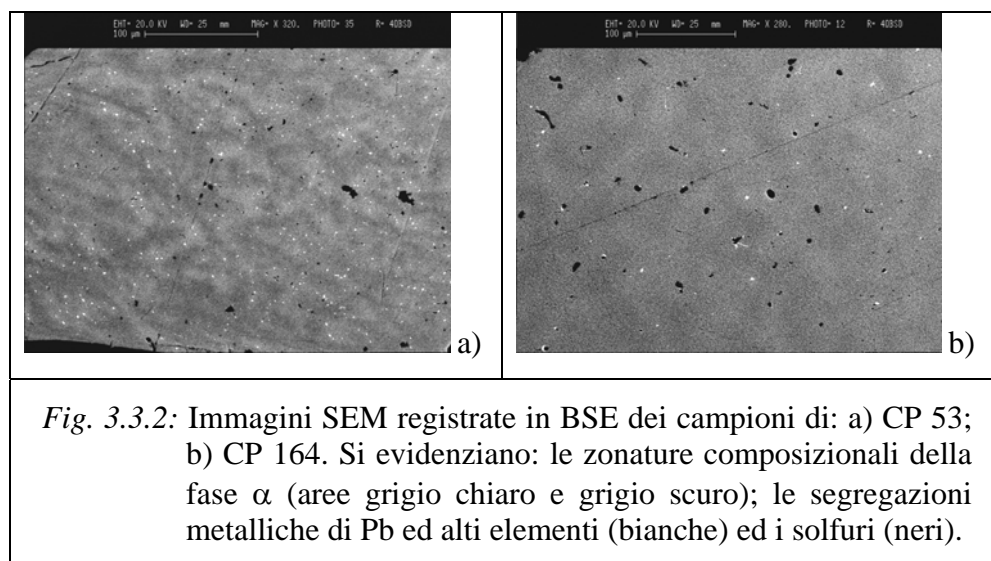 EHT= 20.0 KV WD= 25 mm MAG= X 320. PHOTO= 35 R= 4QBSD
100 µm
a)
EHT= 20.0 KV WD= 25 mm MAG= X 280. PHOTO= 12 R= 4QBSD
100 µm
b)
Fig. 3.3.2: Immagini SEM registrate in BSE dei campioni di: a) CP 53;
b) CP 164. Si evidenziano: le zonature composizionali della
fase α (aree grigio chiaro e grigio scuro); le segregazioni
metalliche di Pb ed alti elementi (bianche) ed i solfuri (neri).